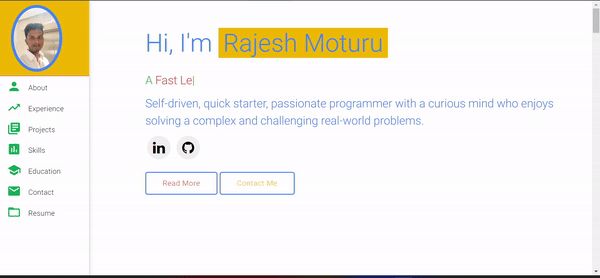 Hi, I'm Rajesh Moturu
A Fast Le
Self-driven, quick starter, passionate programmer with a curious mind who enjoys
solving a complex and challenging real-world problems.
in
Read More
Contact Me
About
Experience
Projects
Skills
Education
Contact
Resume